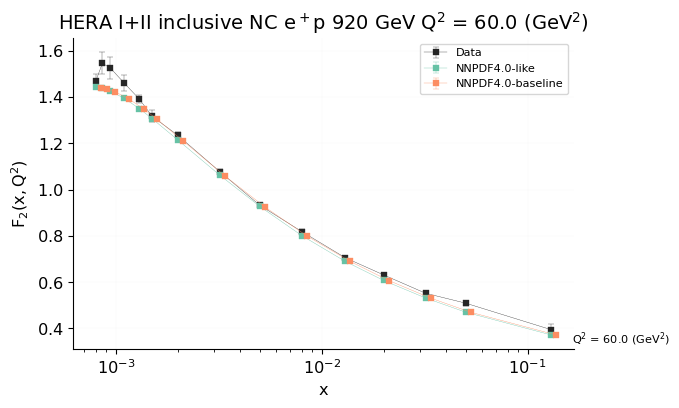 HERA I+II inclusive NC e⁺p 920 GeV Q² = 60.0 (GeV²)
Data
NNPDF4.0-like
NNPDF4.0-baseline
F₂(x, Q²)
1.6
1.4
1.2
1.0
0.8
0.6
0.4
Q² = 60.0 (GeV²)
10⁻³ 10⁻² 10⁻¹
x